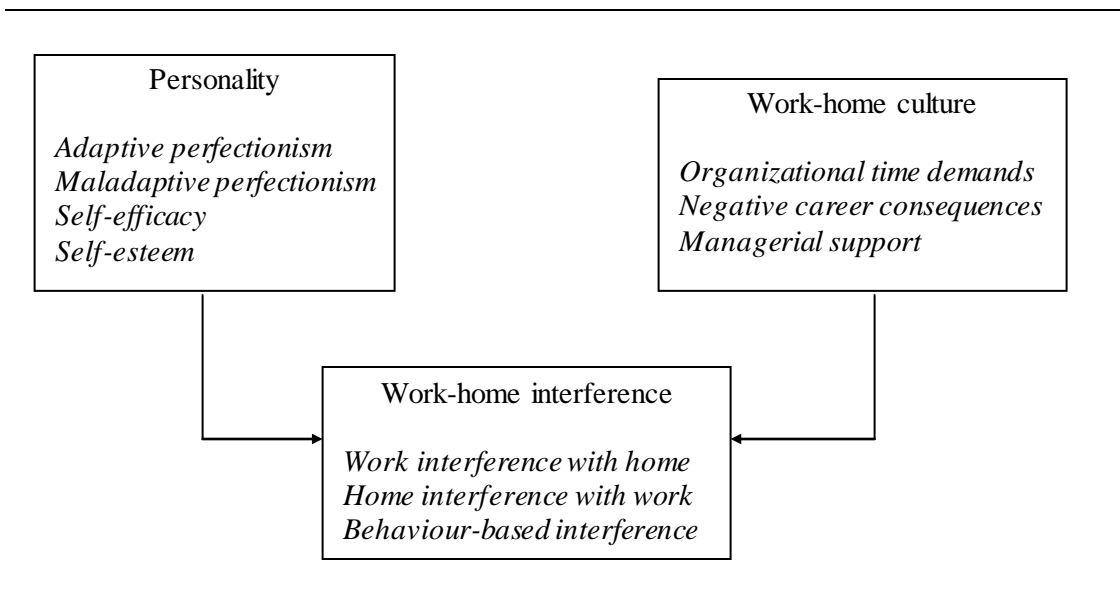 Personality
Adaptive perfectionism
Maladaptive perfectionism
Self-efficacy
Self-esteem
Work-home culture
Organizational time demands
Negative career consequences
Managerial support
Work-home interference
Work interference with home
Home interference with work
Behaviour-based interference